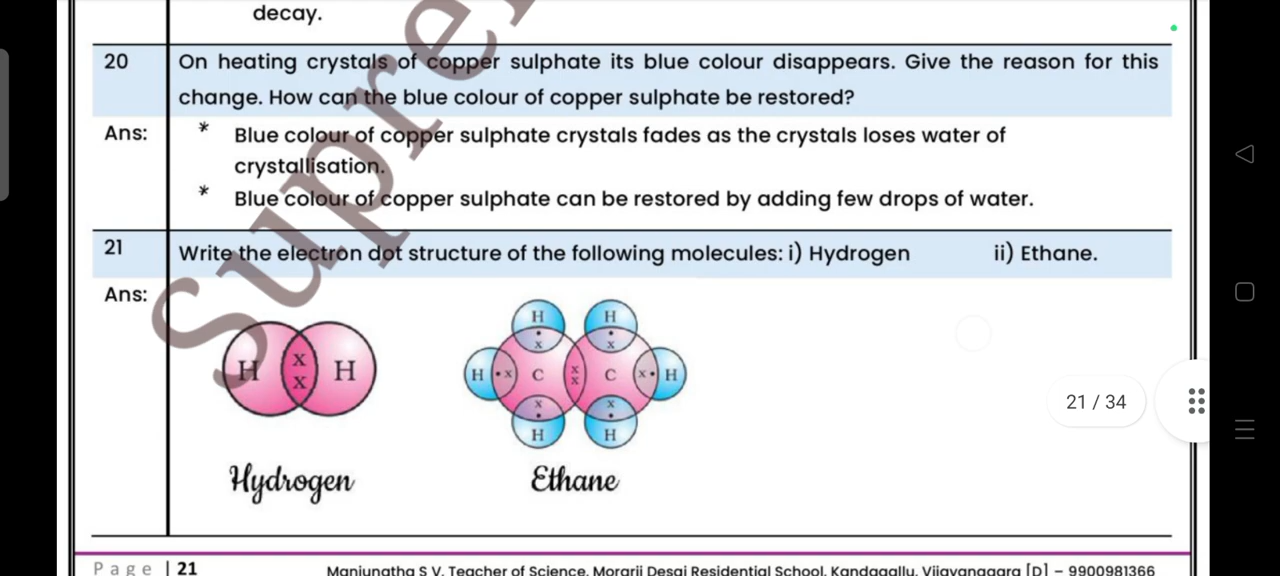 decay.
20 On heating crystals of copper sulphate its blue colour disappears. Give the reason for this
change. How can the blue colour of copper sulphate be restored?
Ans: * Blue colour of copper sulphate crystals fades as the crystals loses water of
crystallisation.
* Blue colour of copper sulphate can be restored by adding few drops of water.
21 Write the electron dot structure of the following molecules: i) Hydrogen ii) Ethane.
Ans:
H H
x x
H x x H
H • x C x x C x • H
x x
H H
Hydrogen Ethane
21 / 34
Page | 21 Manjunatha S V, Teacher of Science, Morarji Desai Residential School, Kandagallu, Vijayanagara [D] – 9900981366